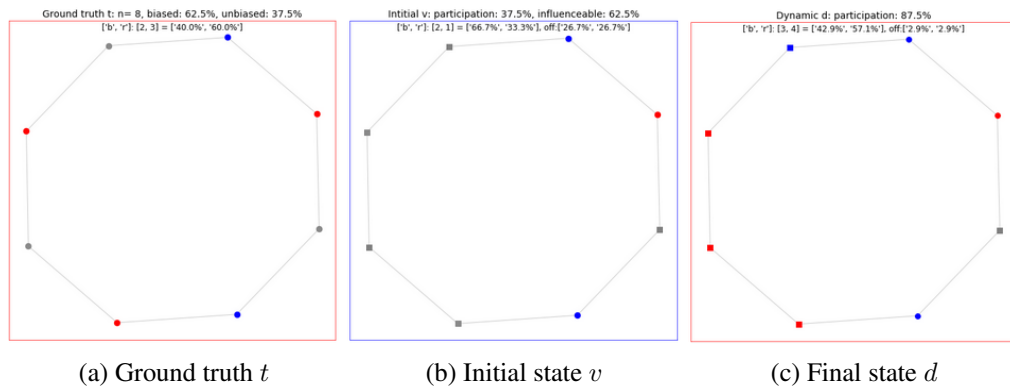 Ground truth t: n= 8, biased: 62.5%, unbiased: 37.5%
['b', 'r']: [2, 3] = ['40.0%', '60.0%']
Intitial v: participation: 37.5%, influenceable: 62.5%
['b', 'r']: [2, 1] = ['66.7%', '33.3%'], off:['26.7%', '26.7%']
Dynamic d: participation: 87.5%
['b', 'r']: [3, 4] = ['42.9%', '57.1%'], off:['2.9%', '2.9%']
(a) Ground truth t
(b) Initial state v
(c) Final state d